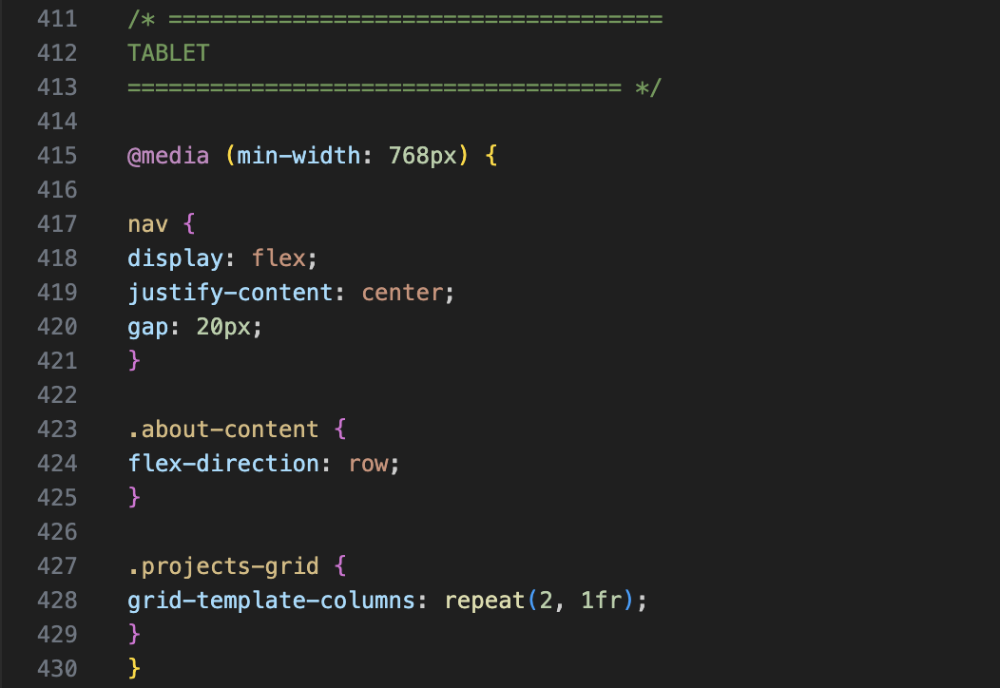 411 /* ====================================
412 TABLET
413 ==================================== */
414
415 @media (min-width: 768px) {
416
417 nav {
418 display: flex;
419 justify-content: center;
420 gap: 20px;
421 }
422
423 .about-content {
424 flex-direction: row;
425 }
426
427 .projects-grid {
428 grid-template-columns: repeat(2, 1fr);
429 }
430 }